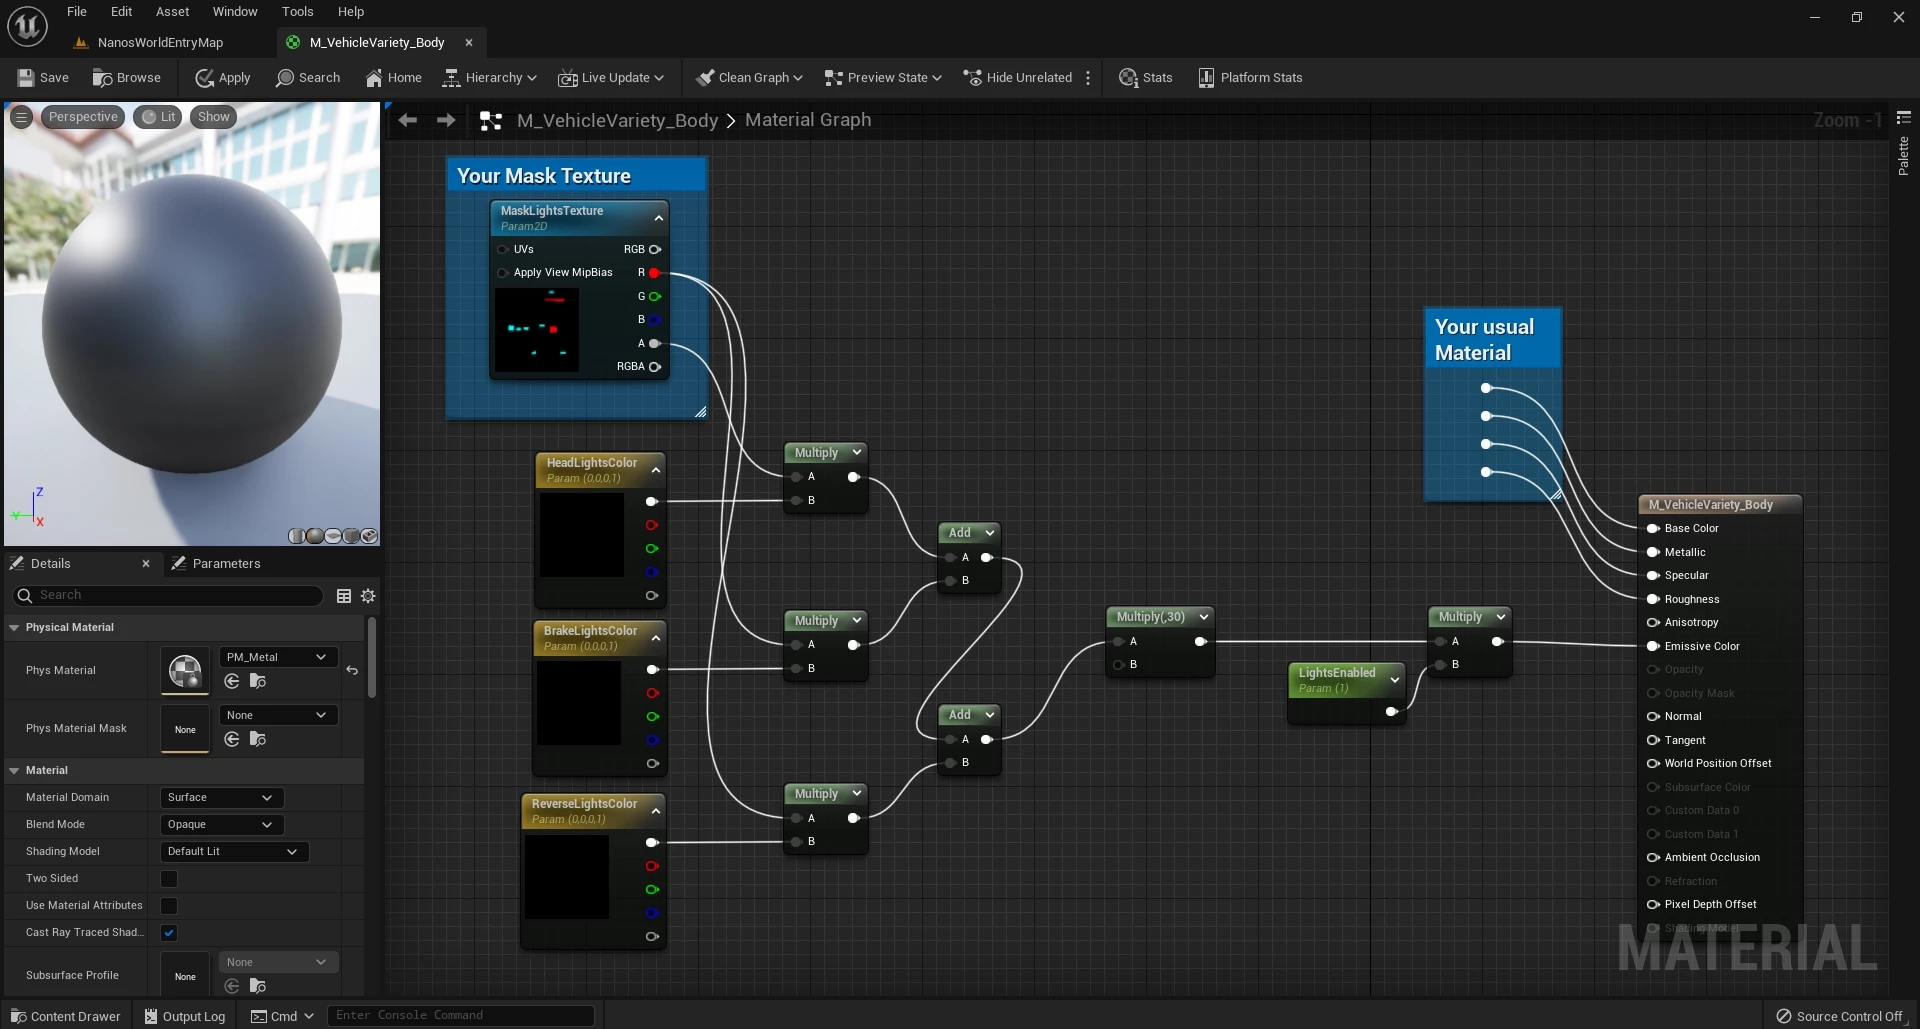 File Edit Asset Window Tools Help
NanosWorldEntryMap
M_VehicleVariety_Body
Save Browse Apply Search Home Hierarchy Live Update Clean Graph Preview State Hide Unrelated Stats Platform Stats
Perspective Lit Show
M_VehicleVariety_Body > Material Graph
Zoom -1
Palette
Your Mask Texture
MaskLightsTexture
Param2D
UVs RGB
Apply View MipBias R
G
B
A
RGBA
HeadLightsColor
Param (0,0,0,1)
BrakeLightsColor
Param (0,0,0,1)
ReverseLightsColor
Param (0,0,0,1)
Multiply
A
B
Multiply
A
B
Multiply
A
B
Add
A
B
Add
A
B
Multiply(,30)
A
B
LightsEnabled
Param (1)
Multiply
A
B
Your usual
Material
M_VehicleVariety_Body
Base Color
Metallic
Specular
Roughness
Anisotropy
Emissive Color
Opacity
Opacity Mask
Normal
Tangent
World Position Offset
Subsurface Color
Custom Data 0
Custom Data 1
Ambient Occlusion
Refraction
Pixel Depth Offset
Shading Model
MATERIAL
Z
Y
X
Details Parameters
Search
Physical Material
Phys Material PM_Metal
Phys Material Mask None None
Material
Material Domain Surface
Blend Mode Opaque
Shading Model Default Lit
Two Sided
Use Material Attributes
Cast Ray Traced Shad...
Subsurface Profile None None
Content Drawer Output Log Cmd Enter Console Command Source Control Off